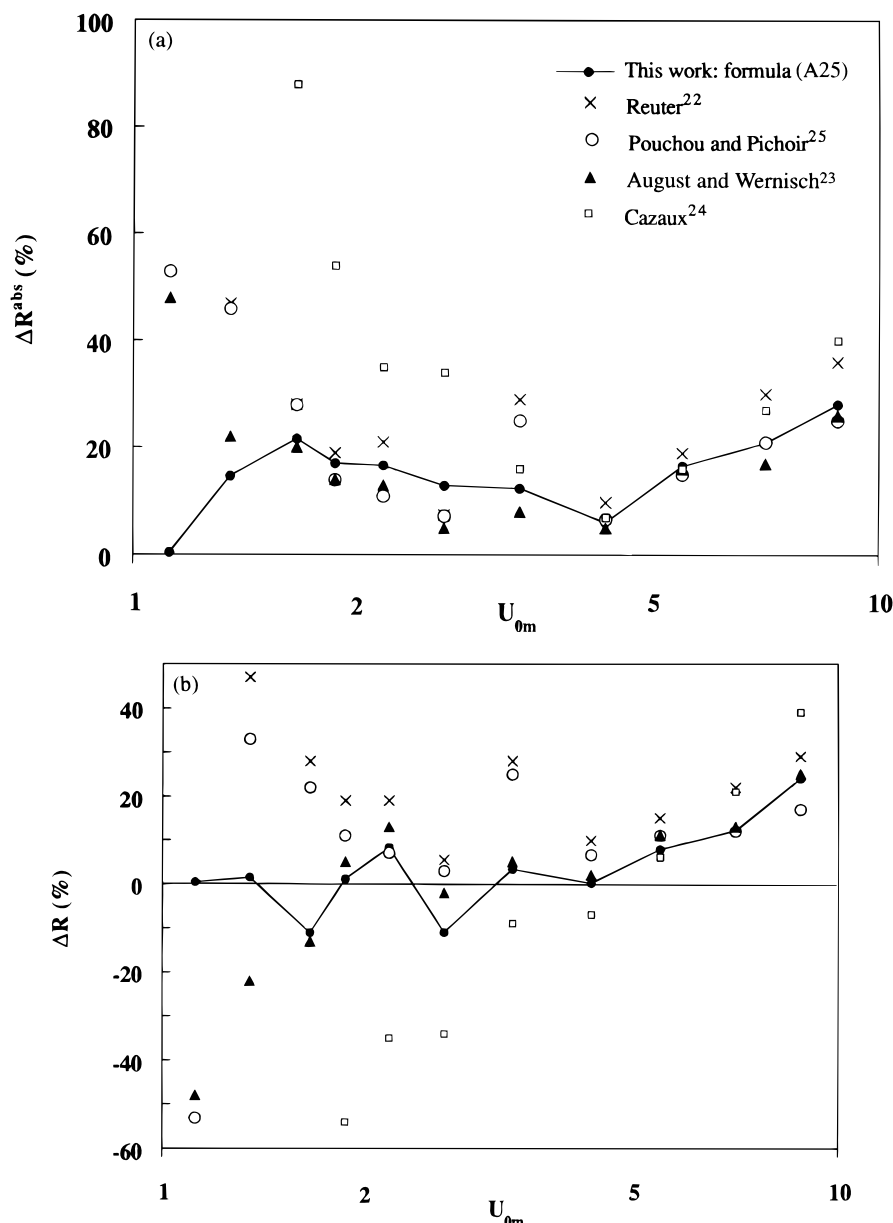 100
(a)
This work: formula (A25)
Reuter²²
80
Pouchou and Pichoir²⁵
August and Wernisch²³
Cazaux²⁴
60
ΔRᵃᵇˢ (%)
40
20
0
1
2
U₀ₘ
5
10
(b)
40
20
0
ΔR (%)
-20
-40
-60
1
2
U₀ₘ
5
10